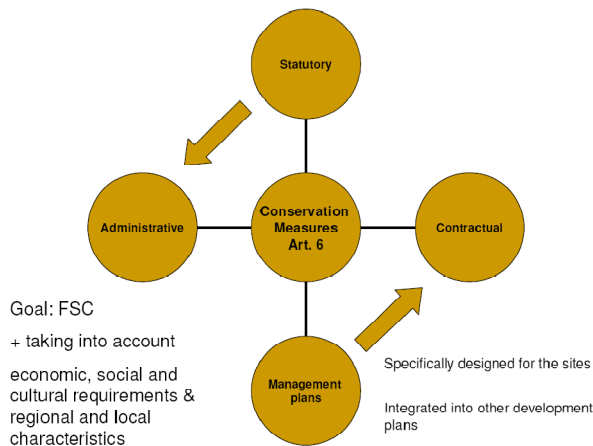 Statutory
Administrative
Conservation
Measures
Art. 6
Contractual
Goal: FSC
+ taking into account
economic, social and
cultural requirements &
regional and local
characteristics
Management
plans
Specifically designed for the sites
Integrated into other development
plans